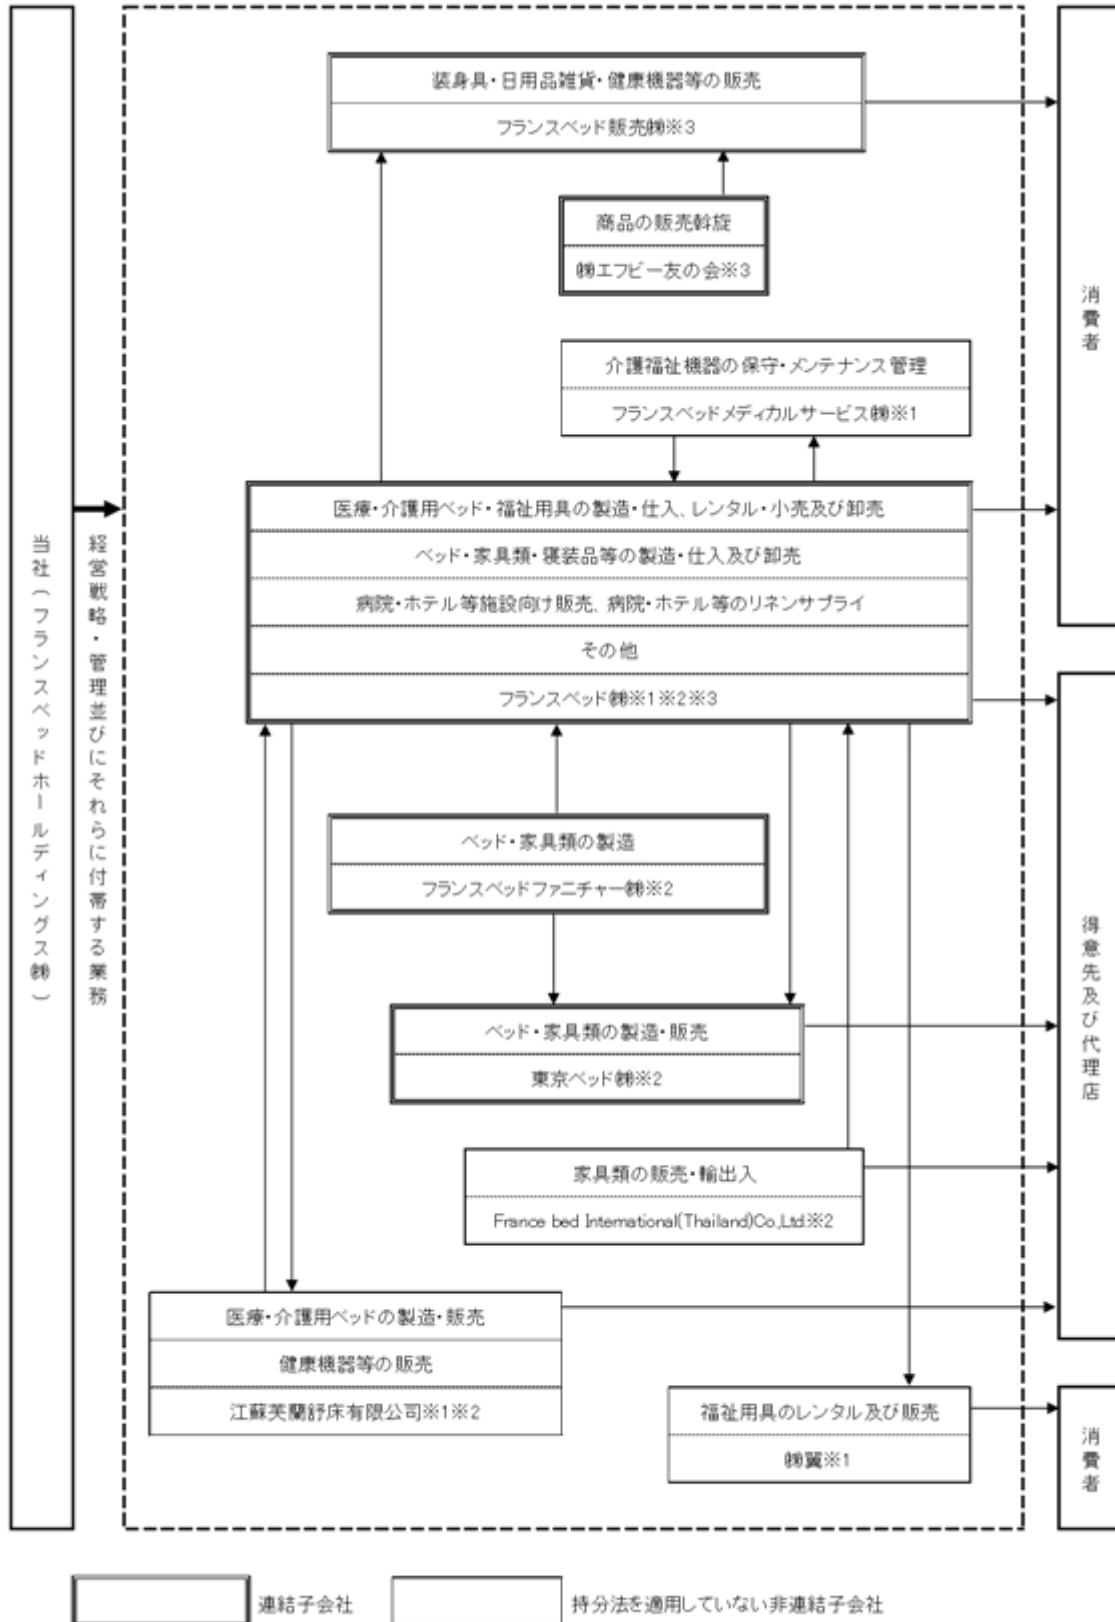 当社（フランスベッドホールディングス㈱）
経営戦略・管理並びにそれらに付帯する業務
装身具・日用品雑貨・健康機器等の販売
フランスベッド販売㈱※3
商品の販売斡旋
㈱エフビー友の会※3
介護福祉機器の保守・メンテナンス管理
フランスベッドメディカルサービス㈱※1
医療・介護用ベッド・福祉用具の製造・仕入、レンタル・小売及び卸売
ベッド・家具類・寝装品等の製造・仕入及び卸売
病院・ホテル等施設向け販売、病院・ホテル等のリネンサプライ
その他
フランスベッド㈱※1※2※3
ベッド・家具類の製造
フランスベッドファニチャー㈱※2
ベッド・家具類の製造・販売
東京ベッド㈱※2
家具類の販売・輸出入
France bed International(Thailand)Co.,Ltd.※2
医療・介護用ベッドの製造・販売
健康機器等の販売
江蘇芙蘭舒床有限公司※1※2
福祉用具のレンタル及び販売
㈱翼※1
消費者
得意先及び代理店
消費者
連結子会社
持分法を適用していない非連結子会社